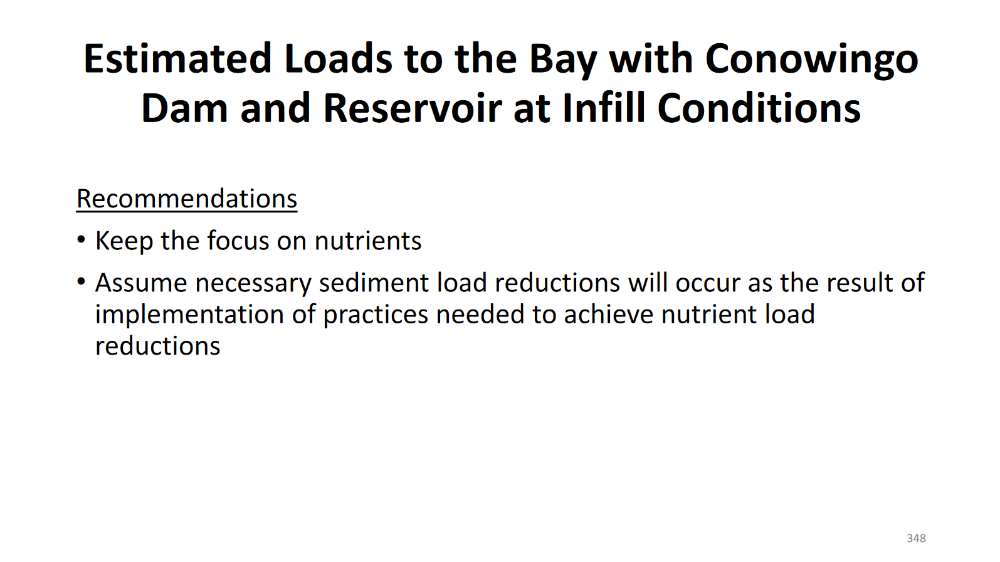 Estimated Loads to the Bay with Conowingo
Dam and Reservoir at Infill Conditions
Recommendations
• Keep the focus on nutrients
• Assume necessary sediment load reductions will occur as the result of
implementation of practices needed to achieve nutrient load
reductions
348